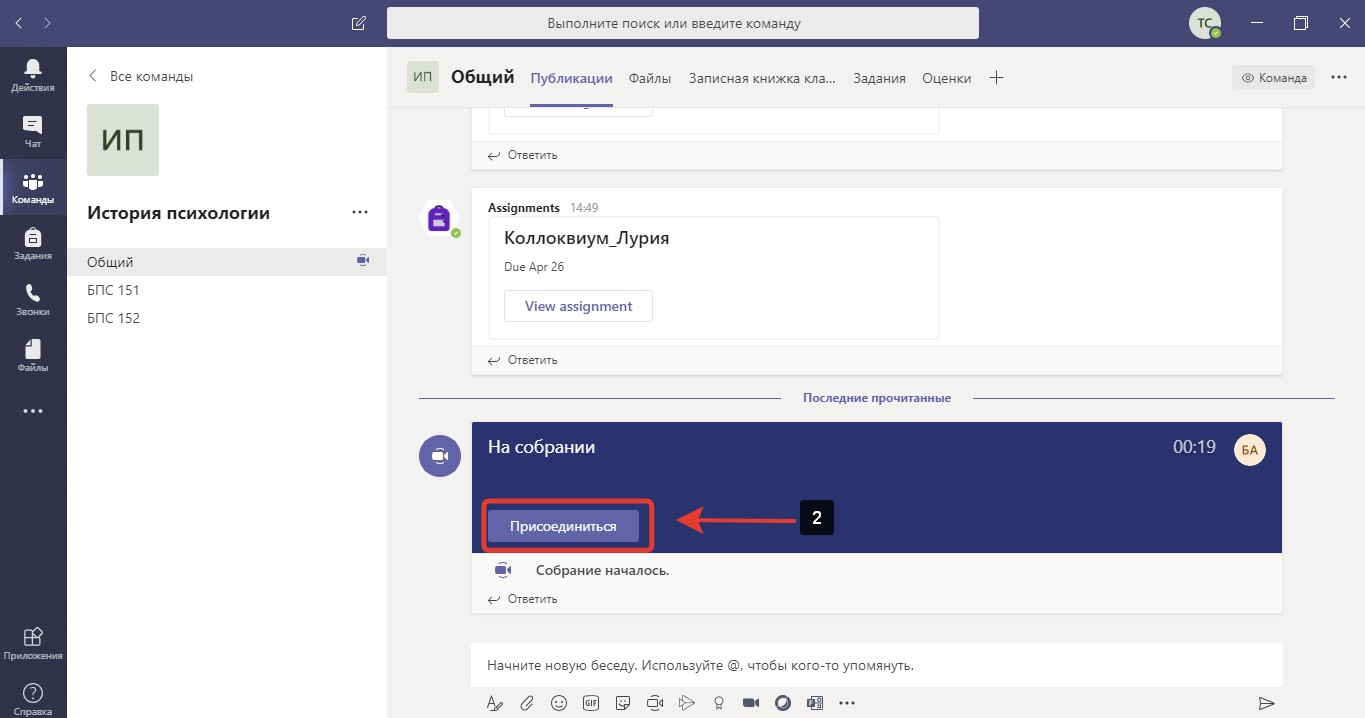 Выполните поиск или введите команду
ТС
Действия
Чат
Команды
Задания
Звонки
Файлы
Приложения
Справка
Все команды
ИП
История психологии
Общий
БПС 151
БПС 152
ИП
Общий
Публикации
Файлы
Записная книжка кла...
Задания
Оценки
Команда
Ответить
Assignments 14:49
Коллоквиум_Лурия
Due Apr 26
View assignment
Ответить
Последние прочитанные
На собрании
00:19
БА
Присоединиться
2
Собрание началось.
Ответить
Начните новую беседу. Используйте @, чтобы кого-то упомянуть.
GIF